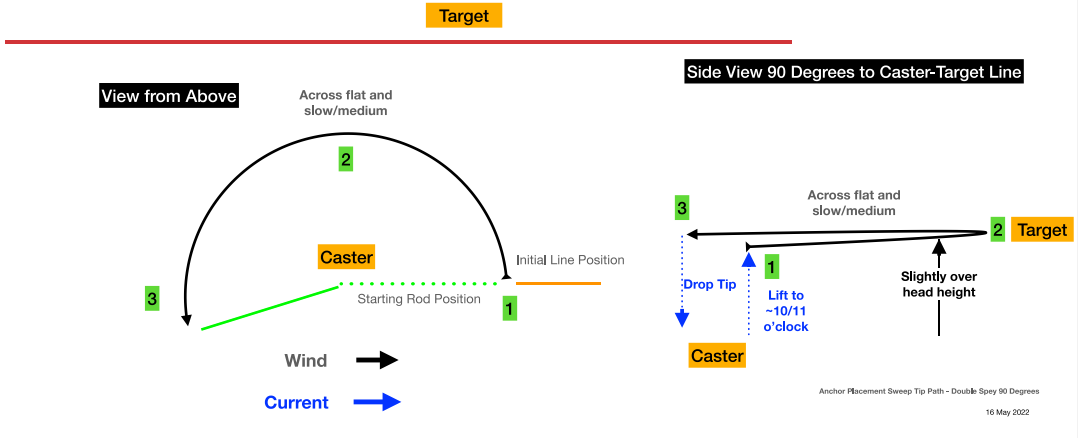 Target
Side View 90 Degrees to Caster-Target Line
View from Above
Across flat and
slow/medium
2
Caster
Initial Line Position
Starting Rod Position
1
3
Wind
Current
Across flat and
slow/medium
3
2
Target
1
Drop Tip
Lift to
~10/11
o'clock
Slightly over
head height
Caster
Anchor Placement Sweep Tip Path – Double Spey 90 Degrees
16 May 2022